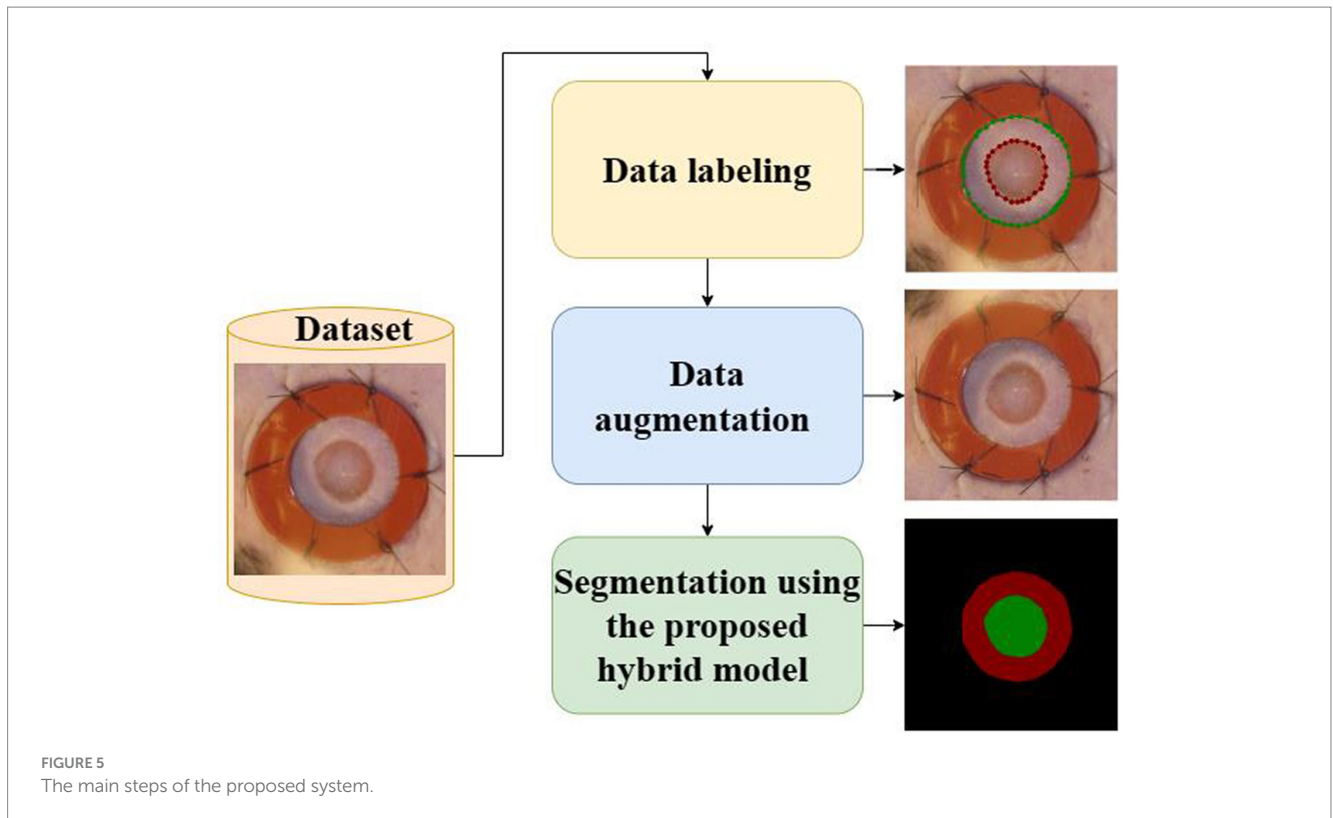 Dataset
Data labeling
Data
augmentation
Segmentation using
the proposed
hybrid model
FIGURE 5
The main steps of the proposed system.